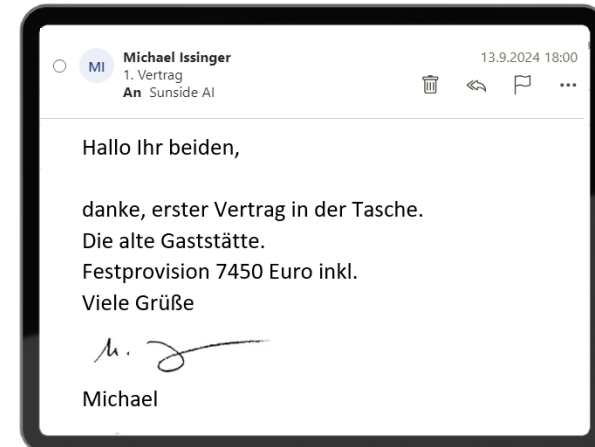 MI
Michael Issinger
13.9.2024 18:00
1. Vertrag
An Sunside AI
Hallo Ihr beiden,
danke, erster Vertrag in der Tasche.
Die alte Gaststätte.
Festprovision 7450 Euro inkl.
Viele Grüße
M.
Michael